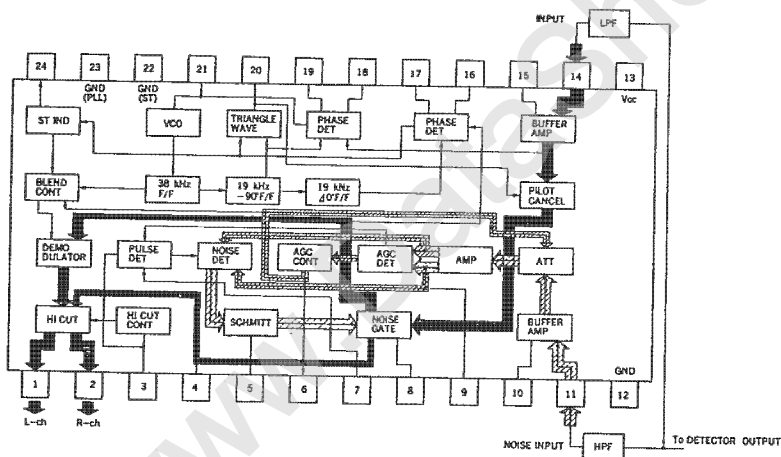 INPUT
LPF
24
23
22
21
20
19
18
17
16
15
14
13
GND
(PLL)
GND
(ST)
Vcc
ST IND
VCO
TRIANGLE
WAVE
PHASE
DET
PHASE
DET
BUFFER
AMP
BLEND
CONT
38 kHz
F/F
19 kHz
-90°F/F
19 kHz
∠0°F/F
PILOT
CANCEL
DEMO
DULATOR
PULSE
DET
NOISE
DET
AGC
CONT
AGC
DET
AMP
ATT
HI CUT
HI CUT
CONT
SCHMITT
NOISE
GATE
BUFFER
AMP
GND
1
2
3
4
5
6
7
8
9
10
11
12
L-ch
R-ch
NOISE INPUT
HPF
To DETECTOR OUTPUT